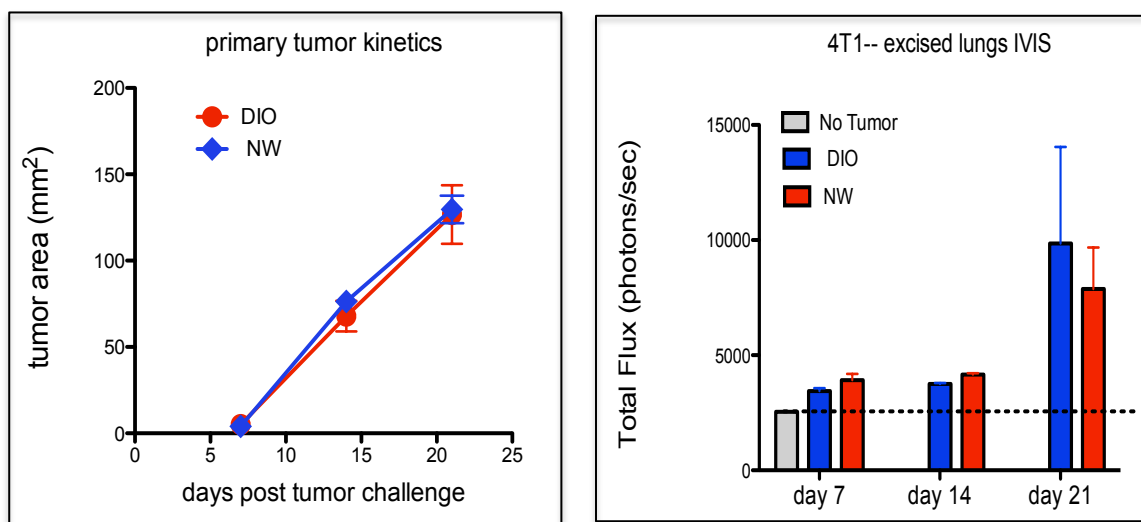 primary tumor kinetics
200
150
100
50
0
tumor area (mm²)
DIO
NW
0 5 10 15 20 25
days post tumor challenge
4T1-- excised lungs IVIS
15000
10000
5000
0
Total Flux (photons/sec)
No Tumor
DIO
NW
day 7 day 14 day 21